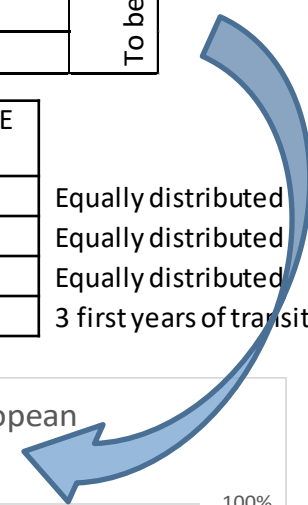 To be
E
Equally distributed
Equally distributed
Equally distributed
3 first years of transit
opean
100%